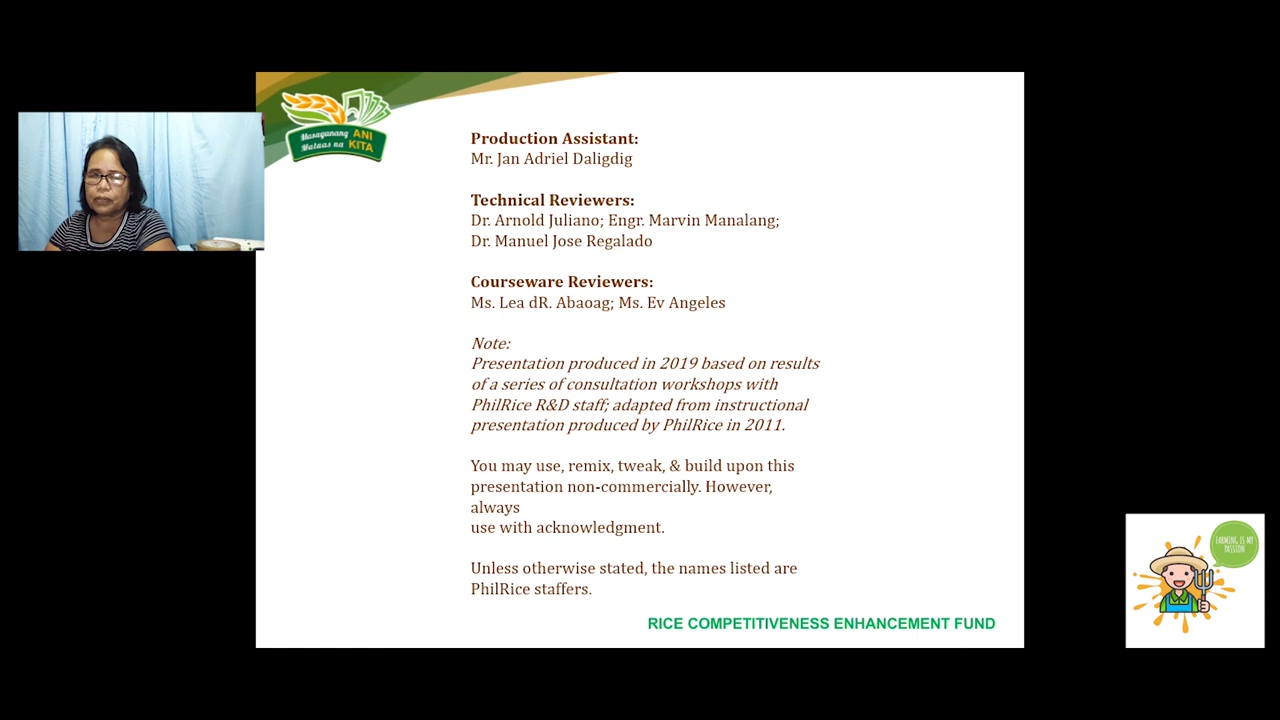 Masaganang ANI
Mataas na KITA
Production Assistant:
Mr. Jan Adriel Daligdig
Technical Reviewers:
Dr. Arnold Juliano; Engr. Marvin Manalang;
Dr. Manuel Jose Regalado
Courseware Reviewers:
Ms. Lea dR. Abaoag; Ms. Ev Angeles
Note:
Presentation produced in 2019 based on results
of a series of consultation workshops with
PhilRice R&D staff; adapted from instructional
presentation produced by PhilRice in 2011.
You may use, remix, tweak, & build upon this
presentation non-commercially. However,
always
use with acknowledgment.
Unless otherwise stated, the names listed are
PhilRice staffers.
RICE COMPETITIVENESS ENHANCEMENT FUND
FARMING IS MY
PASSION